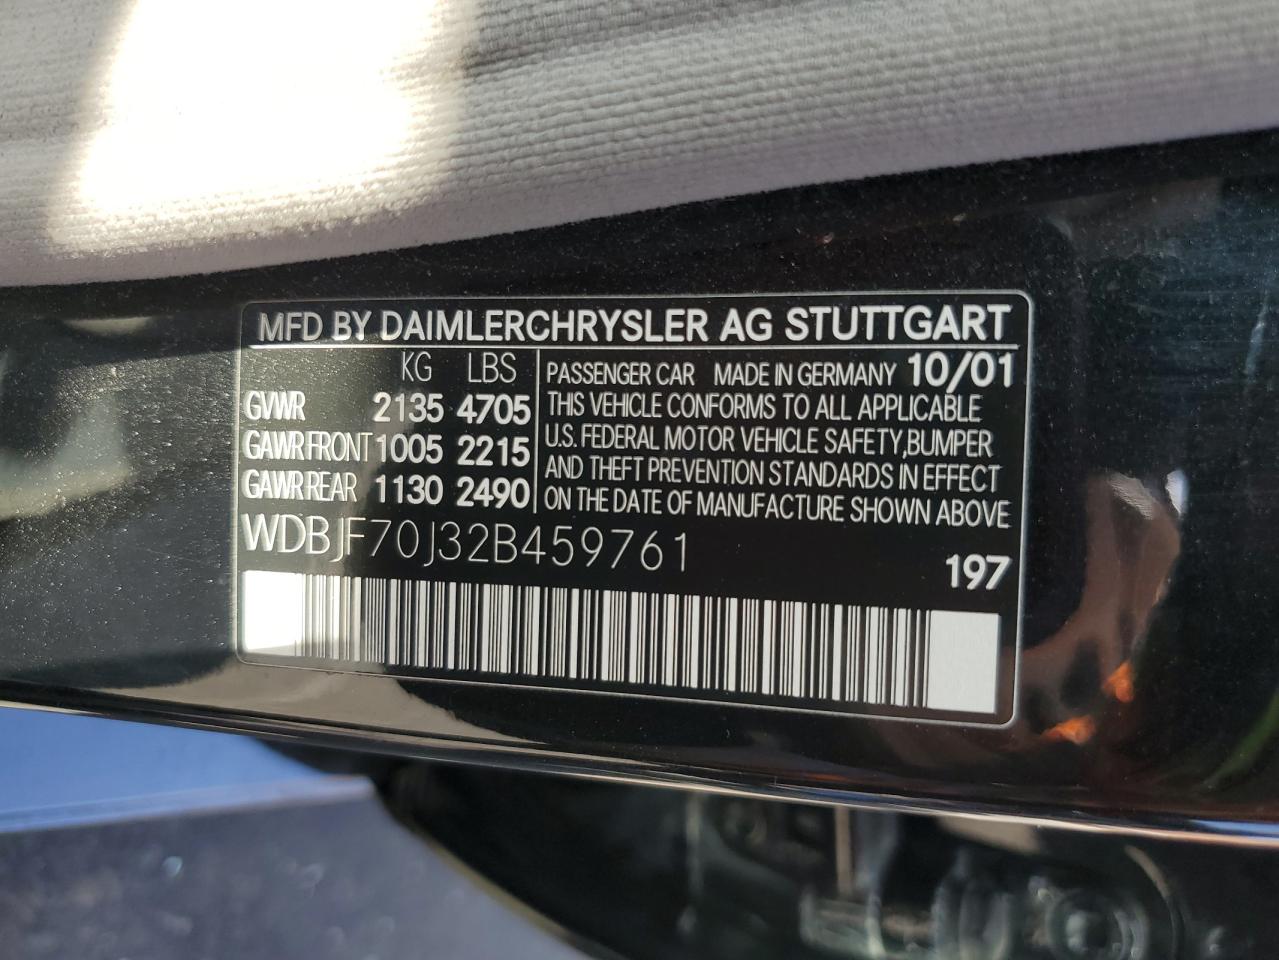 MFD BY DAIMLERCHRYSLER AG STUTTGART
KG LBS
GVWR 2135 4705
GAWR FRONT 1005 2215
GAWR REAR 1130 2490
PASSENGER CAR MADE IN GERMANY 10/01
THIS VEHICLE CONFORMS TO ALL APPLICABLE
U.S. FEDERAL MOTOR VEHICLE SAFETY,BUMPER
AND THEFT PREVENTION STANDARDS IN EFFECT
ON THE DATE OF MANUFACTURE SHOWN ABOVE
WDBJF70J32B459761
197